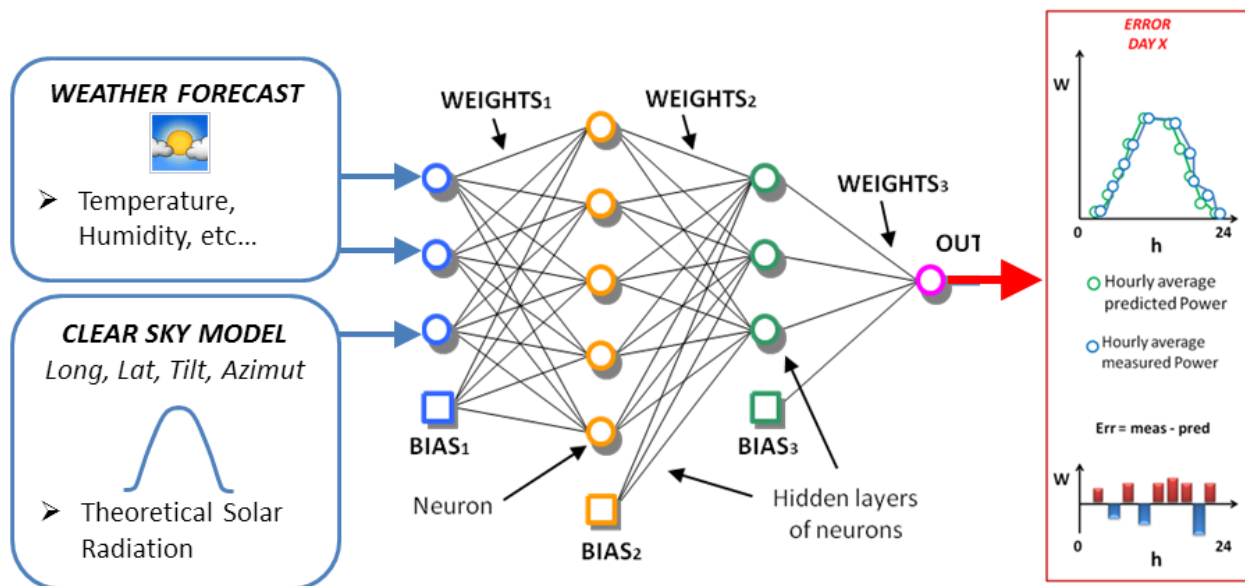 WEATHER FORECAST
➢ Temperature,
Humidity, etc...
CLEAR SKY MODEL
Long, Lat, Tilt, Azimut
➢ Theoretical Solar
Radiation
WEIGHTS1
WEIGHTS2
WEIGHTS3
OUT
BIAS1
BIAS2
BIAS3
Neuron
Hidden layers
of neurons
ERROR
DAY X
W
0
h
24
Hourly average
predicted Power
Hourly average
measured Power
Err = meas - pred
W
0
h
24